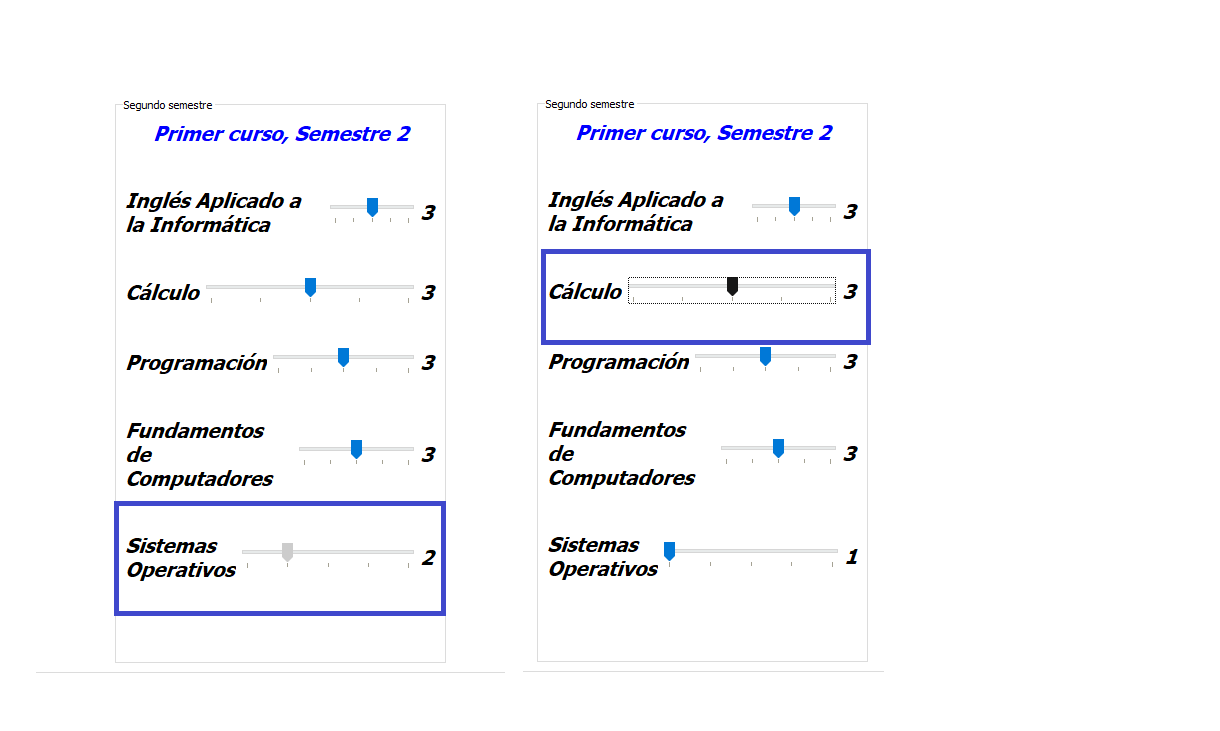 Segundo semestre
Primer curso, Semestre 2
Inglés Aplicado a
la Informática
3
Cálculo
3
Programación
3
Fundamentos
de
Computadores
3
Sistemas
Operativos
2
Segundo semestre
Primer curso, Semestre 2
Inglés Aplicado a
la Informática
3
Cálculo
3
Programación
3
Fundamentos
de
Computadores
3
Sistemas
Operativos
1